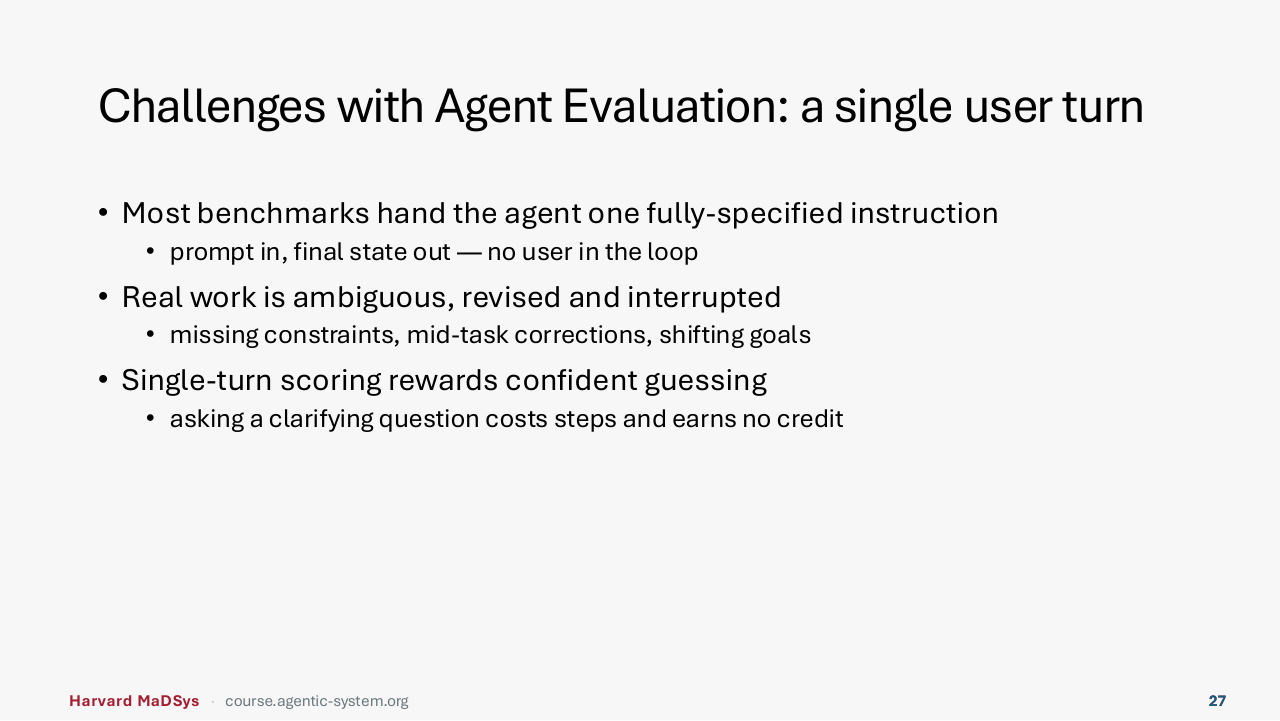 Challenges with Agent Evaluation: a single user turn
• Most benchmarks hand the agent one fully-specified instruction
• prompt in, final state out — no user in the loop
• Real work is ambiguous, revised and interrupted
• missing constraints, mid-task corrections, shifting goals
• Single-turn scoring rewards confident guessing
• asking a clarifying question costs steps and earns no credit
Harvard MaDSys · course.agentic-system.org
27